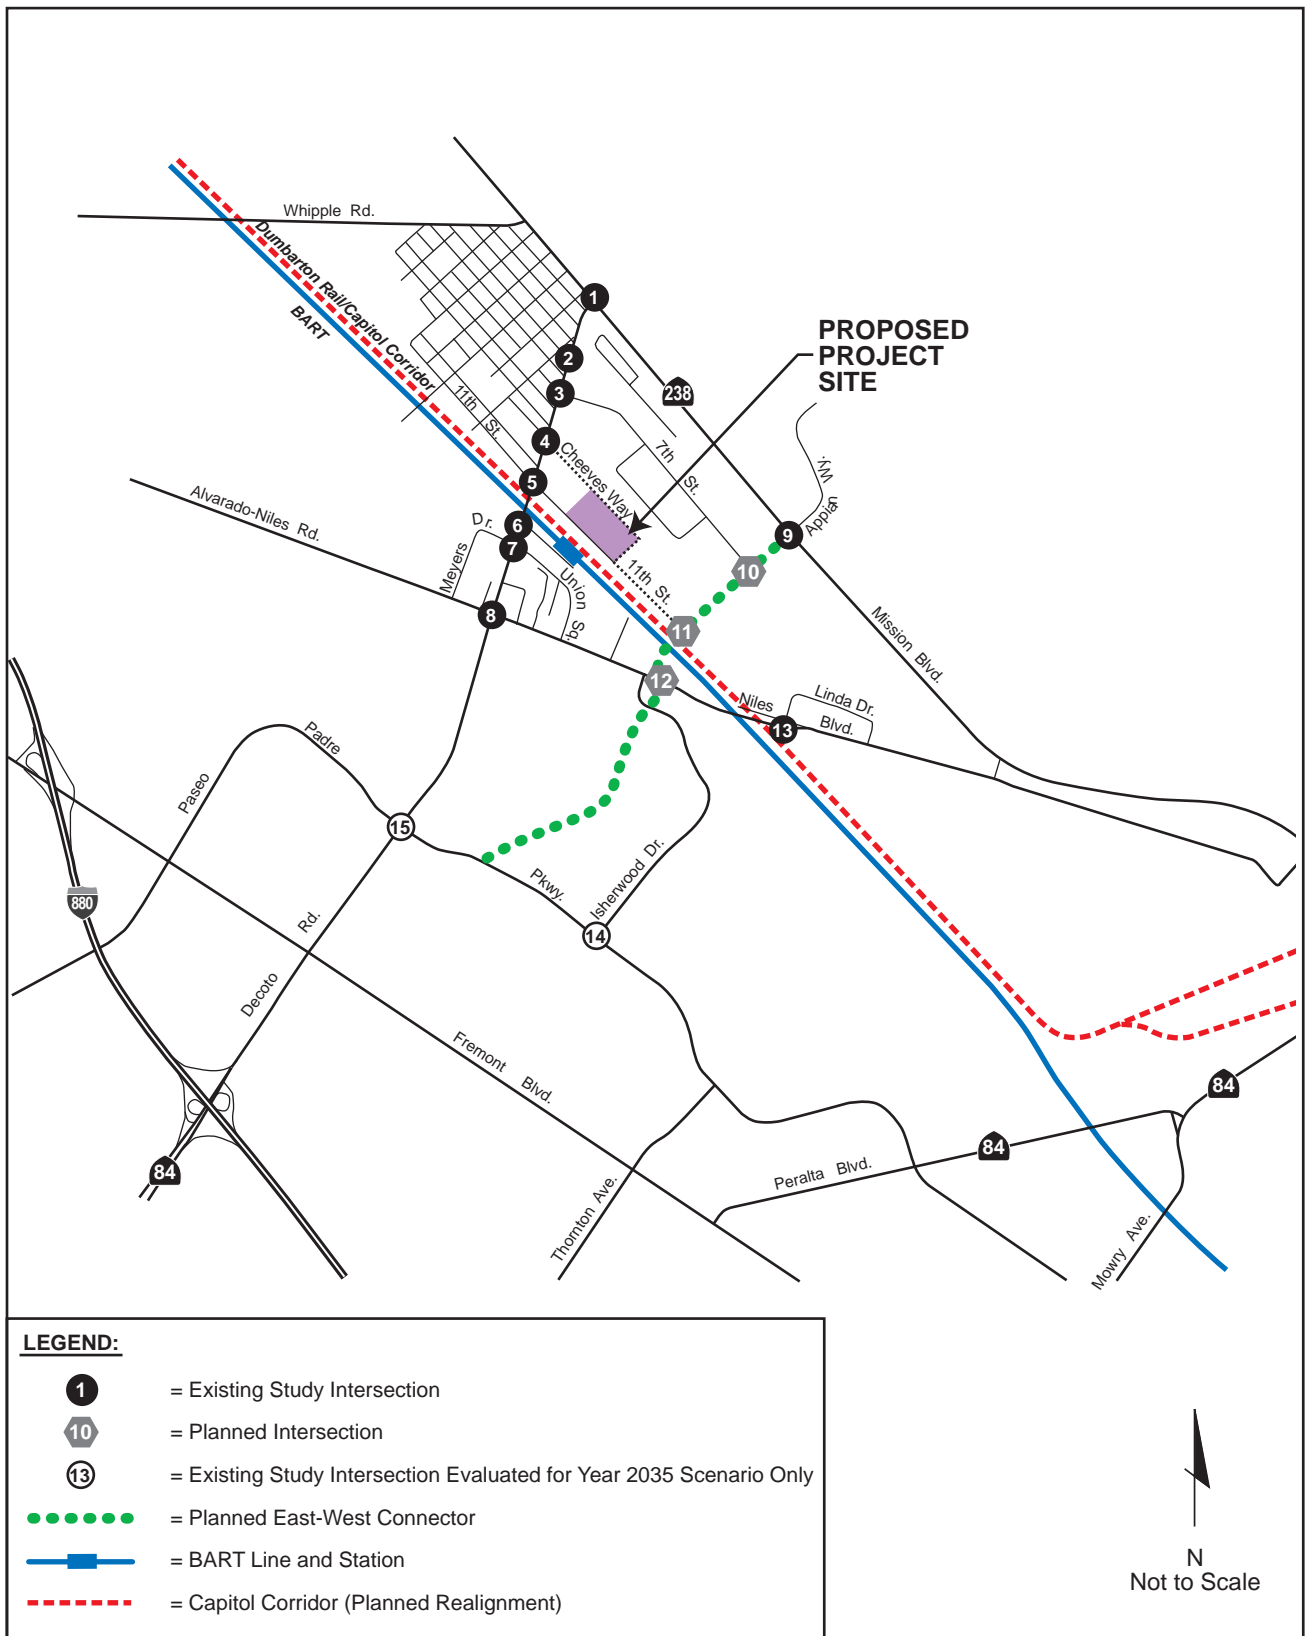 Whipple Rd.
Dumbarton Rail/Capitol Corridor
BART
1
PROPOSED
PROJECT
SITE
2
238
3
11th St.
4
Cheeves Way
7th St.
Appian Wy.
5
Alvarado-Niles Rd.
6
Meyers Dr.
7
9
Union Sq.
10
11th St.
8
11
Mission Blvd.
12
Niles Blvd.
Linda Dr.
13
Paseo Padre Pkwy.
15
Isherwood Dr.
880
14
Decoto Rd.
Fremont Blvd.
84
84
84
Peralta Blvd.
Thornton Ave.
Mowry Ave.
LEGEND:
1 = Existing Study Intersection
10 = Planned Intersection
13 = Existing Study Intersection Evaluated for Year 2035 Scenario Only
= Planned East-West Connector
= BART Line and Station
= Capitol Corridor (Planned Realignment)
N
Not to Scale